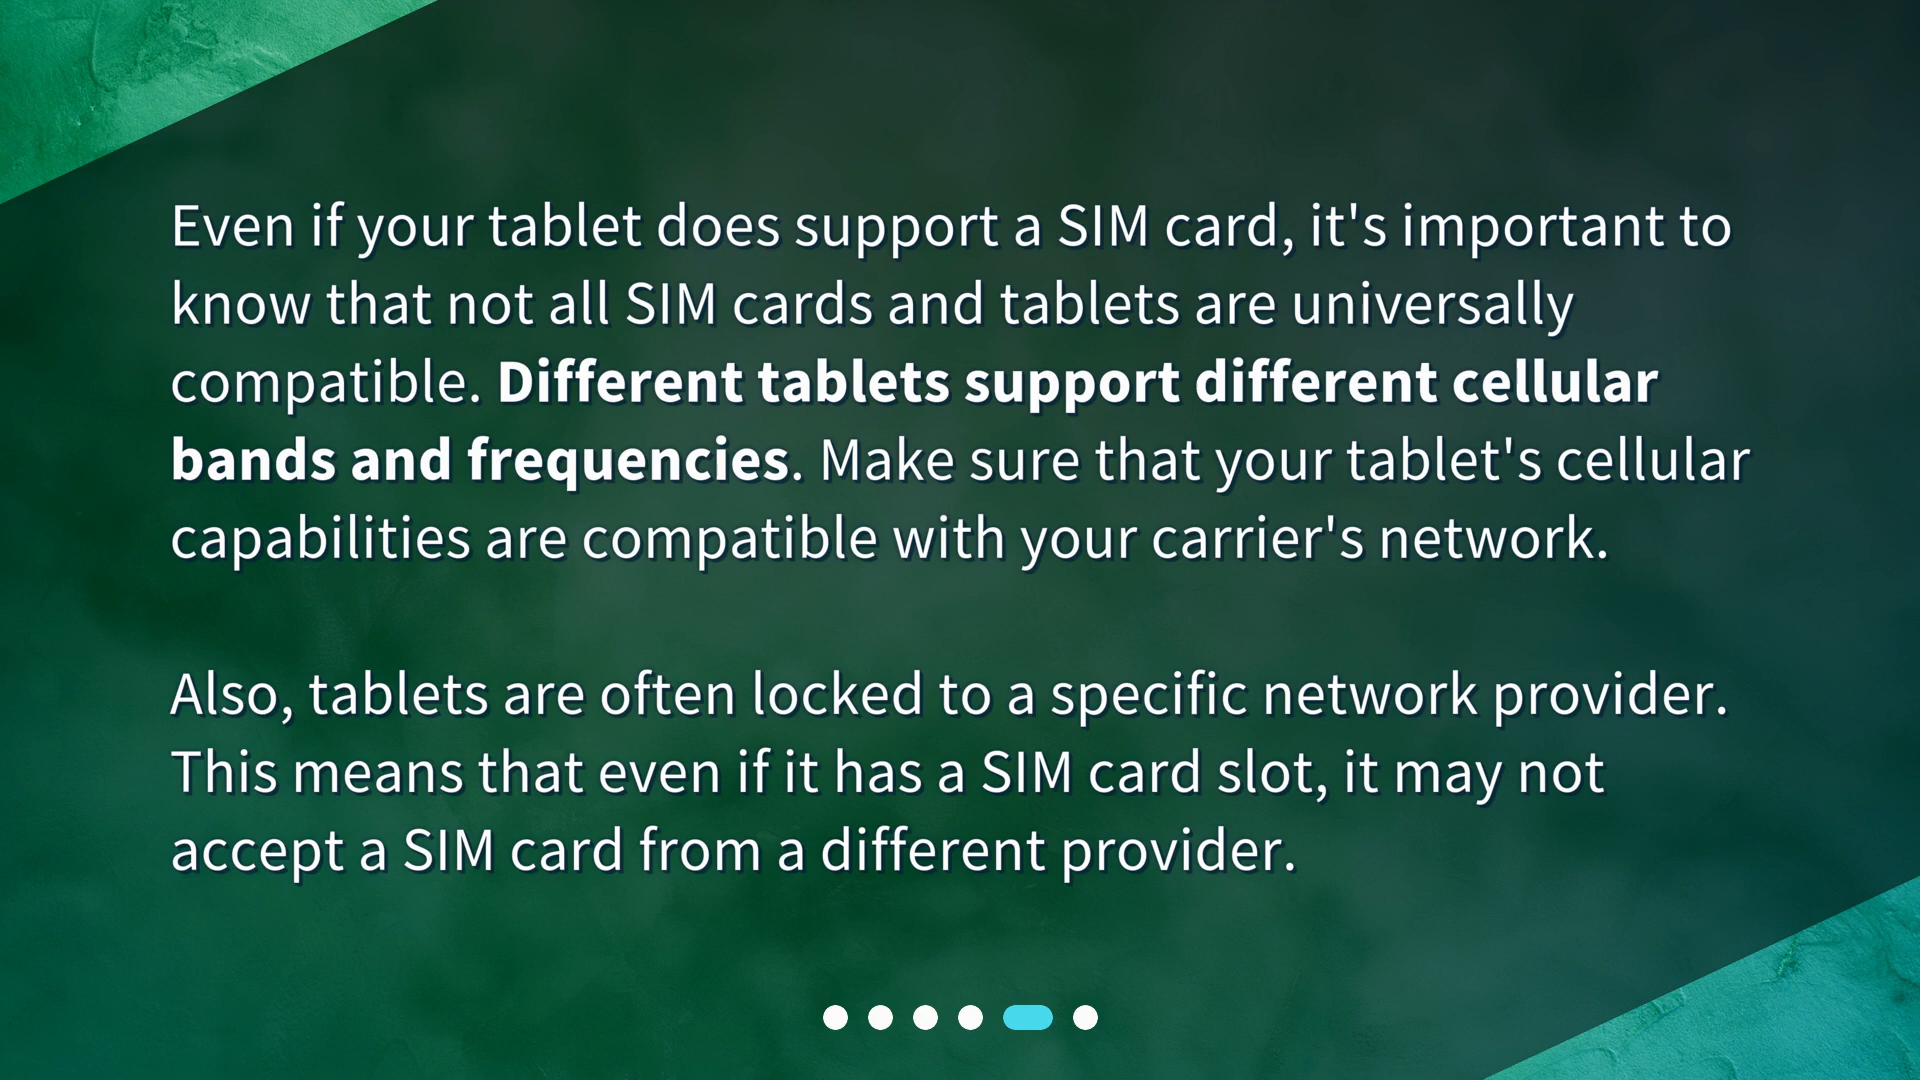 Even if your tablet does support a SIM card, it's important to
know that not all SIM cards and tablets are universally
compatible. Different tablets support different cellular
bands and frequencies. Make sure that your tablet's cellular
capabilities are compatible with your carrier's network.
Also, tablets are often locked to a specific network provider.
This means that even if it has a SIM card slot, it may not
accept a SIM card from a different provider.